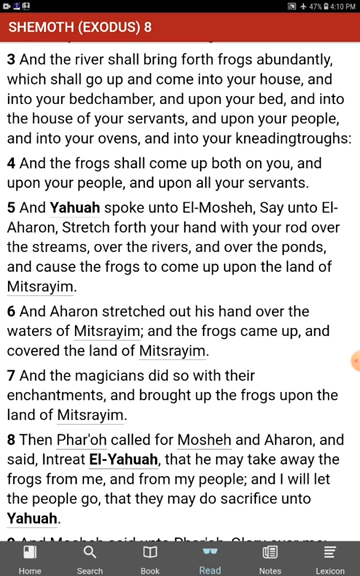 47% 4:10 PM
SHEMOTH (EXODUS) 8
3 And the river shall bring forth frogs abundantly,
which shall go up and come into your house, and
into your bedchamber, and upon your bed, and into
the house of your servants, and upon your people,
and into your ovens, and into your kneadingtroughs:
4 And the frogs shall come up both on you, and
upon your people, and upon all your servants.
5 And Yahuah spoke unto El-Mosheh, Say unto El-
Aharon, Stretch forth your hand with your rod over
the streams, over the rivers, and over the ponds,
and cause the frogs to come up upon the land of
Mitsrayim.
6 And Aharon stretched out his hand over the
waters of Mitsrayim; and the frogs came up, and
covered the land of Mitsrayim.
7 And the magicians did so with their
enchantments, and brought up the frogs upon the
land of Mitsrayim.
8 Then Phar'oh called for Mosheh and Aharon, and
said, Intreat El-Yahuah, that he may take away the
frogs from me, and from my people; and I will let
the people go, that they may do sacrifice unto
Yahuah.
Home Search Book Read Notes Lexicon